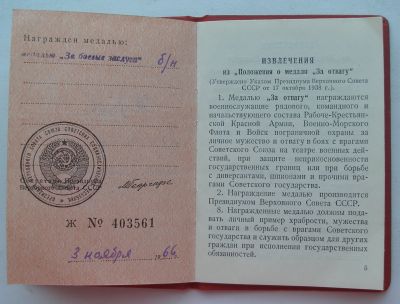 Награжден медалью:
медалью „За боевые заслуги“ б/н
Ж № 403561
3 ноября 1966
ИЗВЛЕЧЕНИЯ
из „Положения о медали „За отвагу“
(Утверждено Указом Президиума Верховного Совета
СССР от 17 октября 1938 г.).
1. Медалью „За отвагу“ награждаются
военнослужащие рядового, командного и
начальствующего состава Рабоче-Крестьян-
ской Красной Армии, Военно-Морского
Флота и Войск пограничной охраны за лич-
ное мужество и отвагу в боях с врагами
Советского Союза на театре военных дей-
ствий, при защите неприкосновенности
государственных границ или при борьбе
с диверсантами, шпионами и прочими вра-
гами Советского государства.
2. Награждение медалью производится
Президиумом Верховного Совета СССР.
8. Награжденные медалью должны пода-
вать личный пример храбрости, мужества
и отваги в борьбе с врагами Советского
государства и служить образцом для других
граждан при исполнении государственных
обязанностей.
5